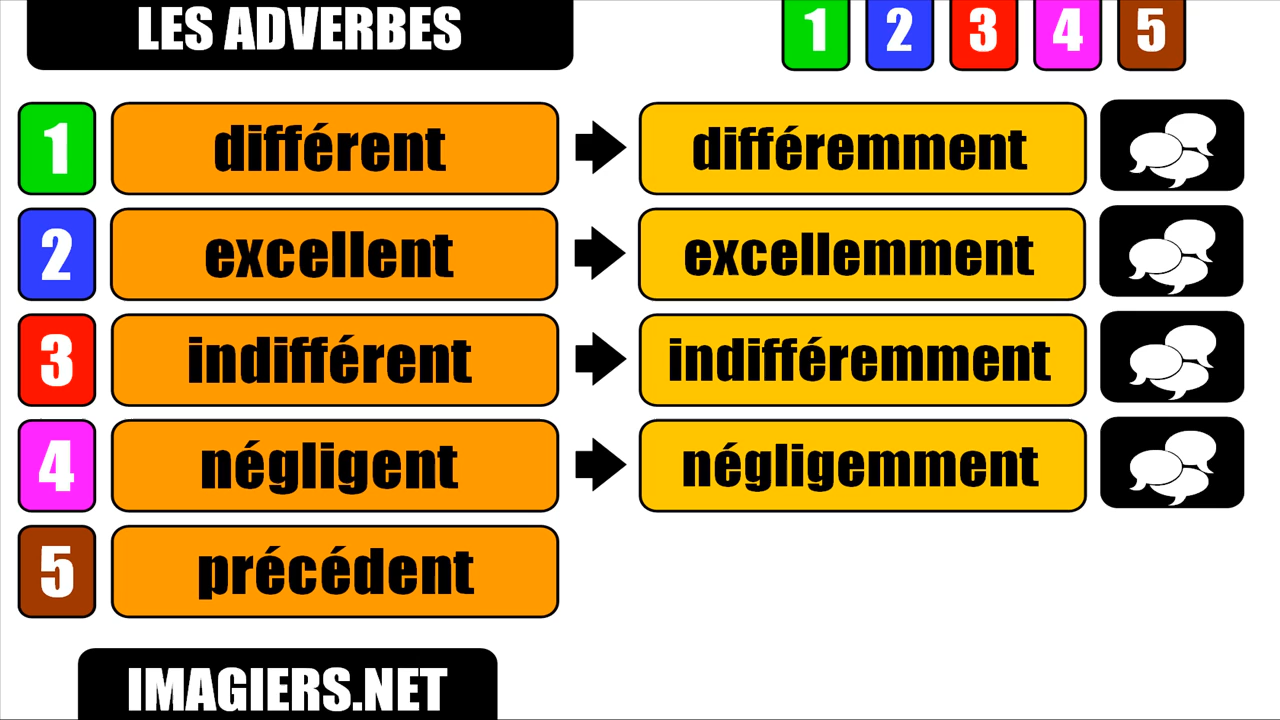 LES ADVERBES
1 2 3 4 5
1 différent différemment
2 excellent excellemment
3 indifférent indifféremment
4 négligent négligemment
5 précédent
IMAGIERS.NET